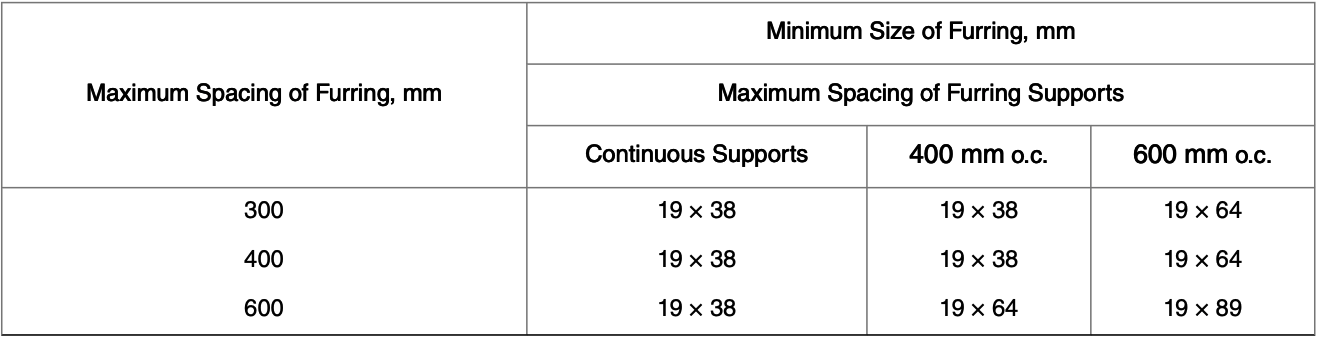 Minimum Size of Furring, mm
Maximum Spacing of Furring, mm
Maximum Spacing of Furring Supports
Continuous Supports 400 mm o.c. 600 mm o.c.
300 19 × 38 19 × 38 19 × 64
400 19 × 38 19 × 38 19 × 64
600 19 × 38 19 × 64 19 × 89